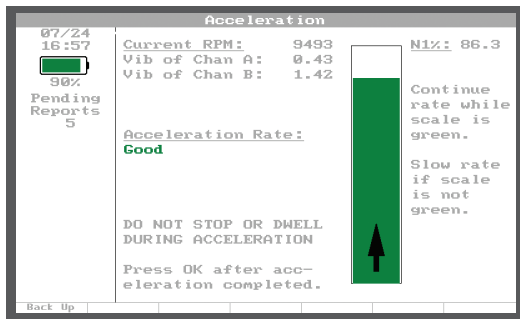 Acceleration
07/24
16:57
90%
Pending
Reports
5
Current RPM: 9493
Vib of Chan A: 0.43
Vib of Chan B: 1.42
Acceleration Rate:
Good
DO NOT STOP OR DWELL
DURING ACCELERATION
Press OK after acc-
eleration completed.
N1%: 86.3
Continue
rate while
scale is
green.
Slow rate
if scale
is not
green.
Back Up